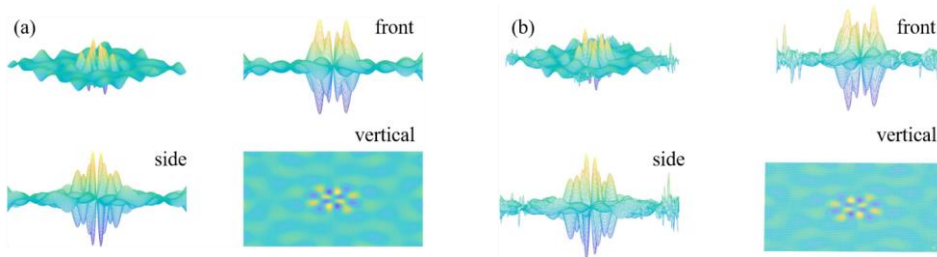 (a)
front
side
vertical
(b)
front
side
vertical